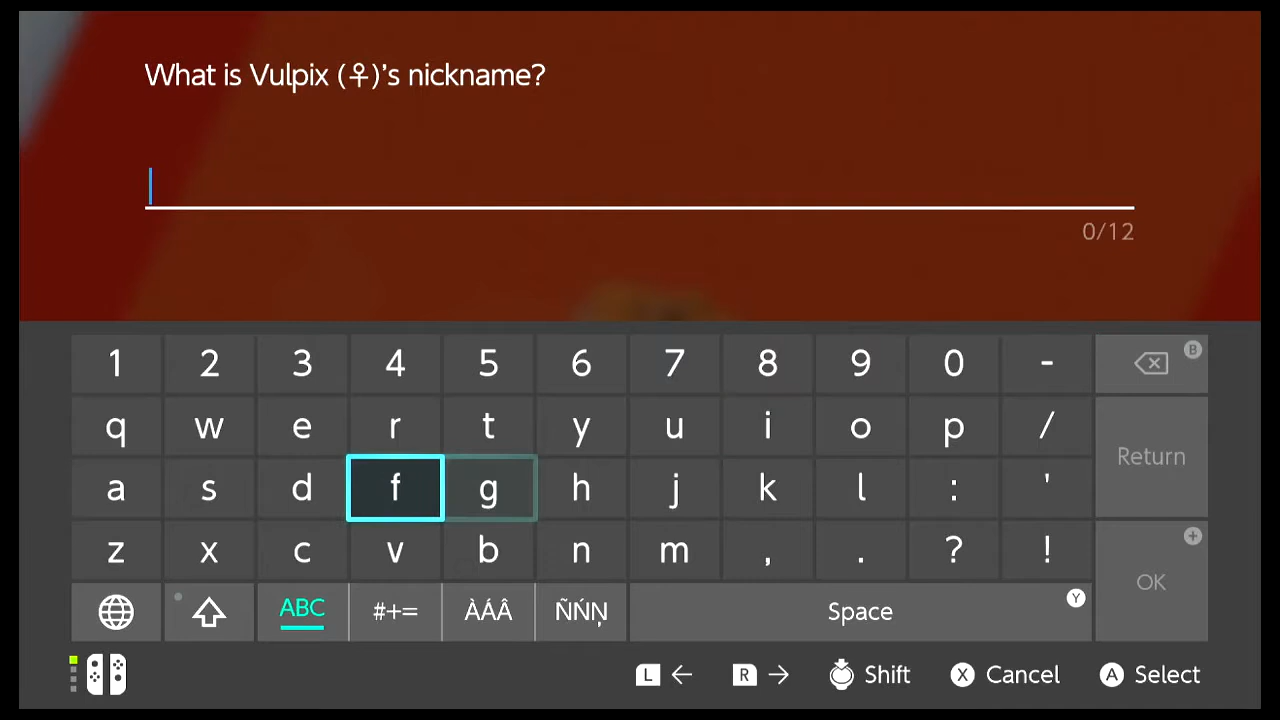 What is Vulpix (♀)'s nickname?
0/12
1 2 3 4 5 6 7 8 9 0 - B
q w e r t y u i o p /
a s d f g h j k l : ' Return
z x c v b n m , . ? ! + OK
ABC #+= ÀÁÂ ÑŃŅ Space Y
L ← R → Shift X Cancel A Select